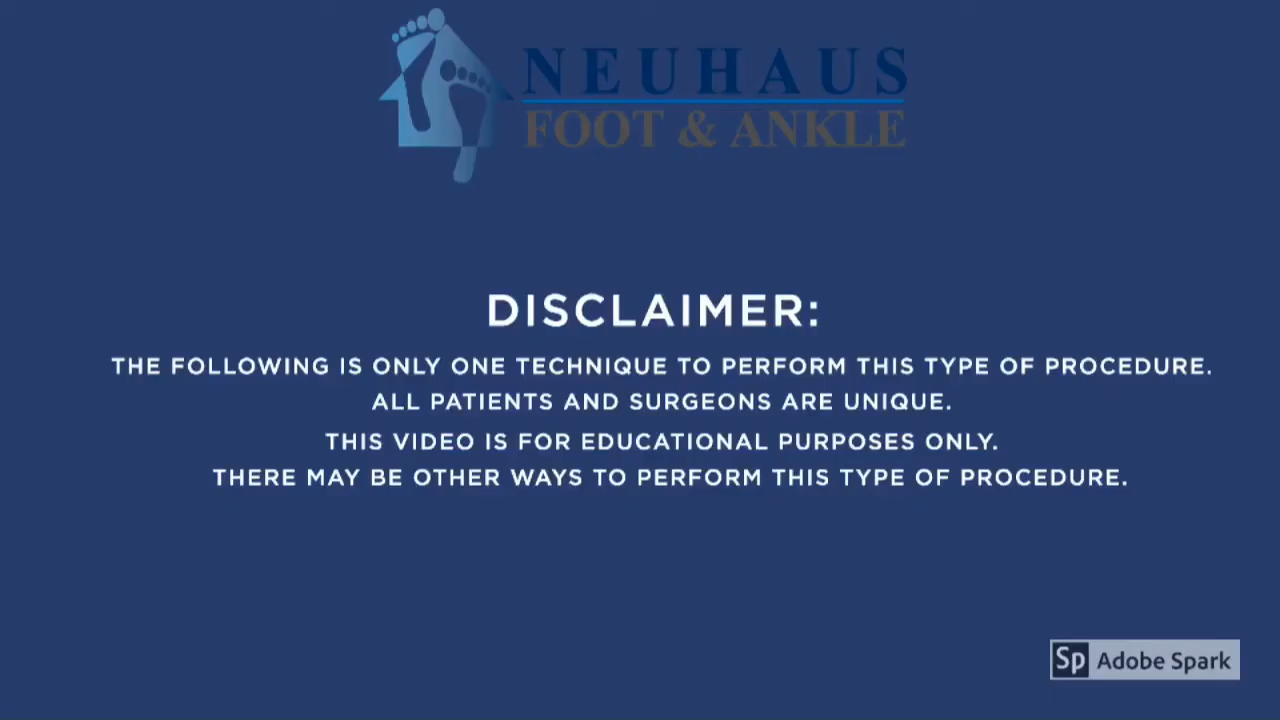 NEUHAUS
FOOT & ANKLE
DISCLAIMER:
THE FOLLOWING IS ONLY ONE TECHNIQUE TO PERFORM THIS TYPE OF PROCEDURE.
ALL PATIENTS AND SURGEONS ARE UNIQUE.
THIS VIDEO IS FOR EDUCATIONAL PURPOSES ONLY.
THERE MAY BE OTHER WAYS TO PERFORM THIS TYPE OF PROCEDURE.
Sp Adobe Spark